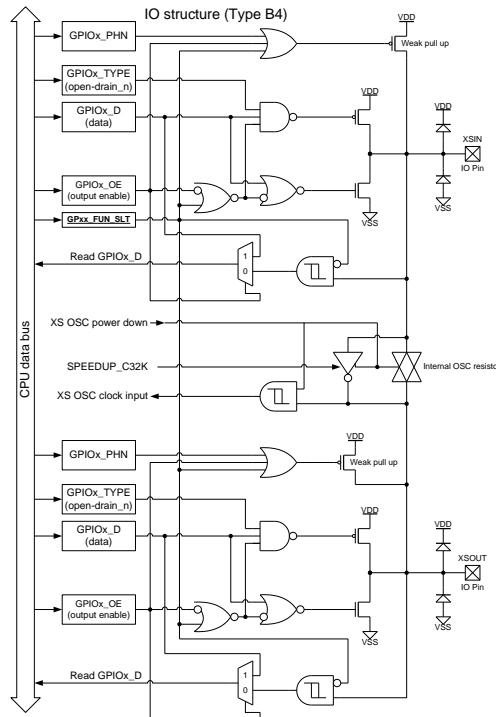 IO structure (Type B4)
GPIOx_PHN
VDD
Weak pull up
GPIOx_TYPE
(open-drain_n)
VDD
GPIOx_D
(data)
VDD
XSIN
IO Pin
GPIOx_OE
(output enable)
VSS
VSS
GPxx_FUN_SLT
Read GPIOx_D
1
0
XS OSC power down
SPEEDUP_C32K
Internal OSC resisto
XS OSC clock input
CPU data bus
GPIOx_PHN
VDD
Weak pull up
GPIOx_TYPE
(open-drain_n)
VDD
GPIOx_D
(data)
VDD
XSOUT
IO Pin
GPIOx_OE
(output enable)
VSS
VSS
Read GPIOx_D
1
0